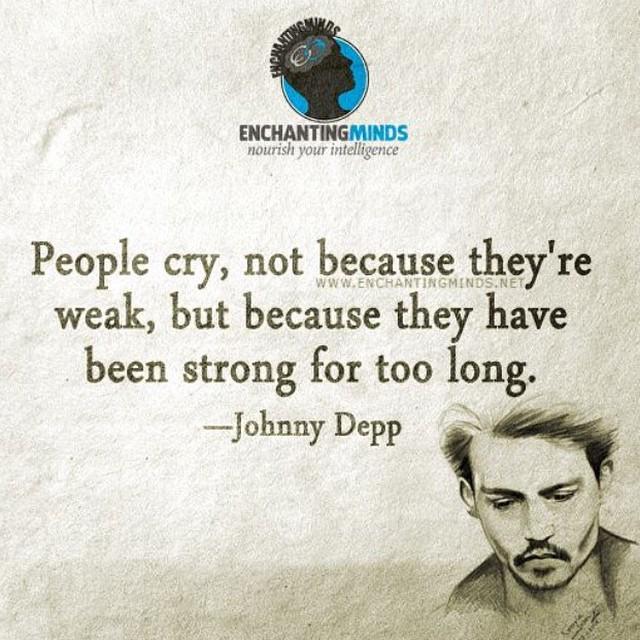 ENCHANTINGMINDS
ENCHANTINGMINDS
nourish your intelligence
People cry, not because they're
WWW.ENCHANTINGMINDS.NET
weak, but because they have
been strong for too long.
—Johnny Depp